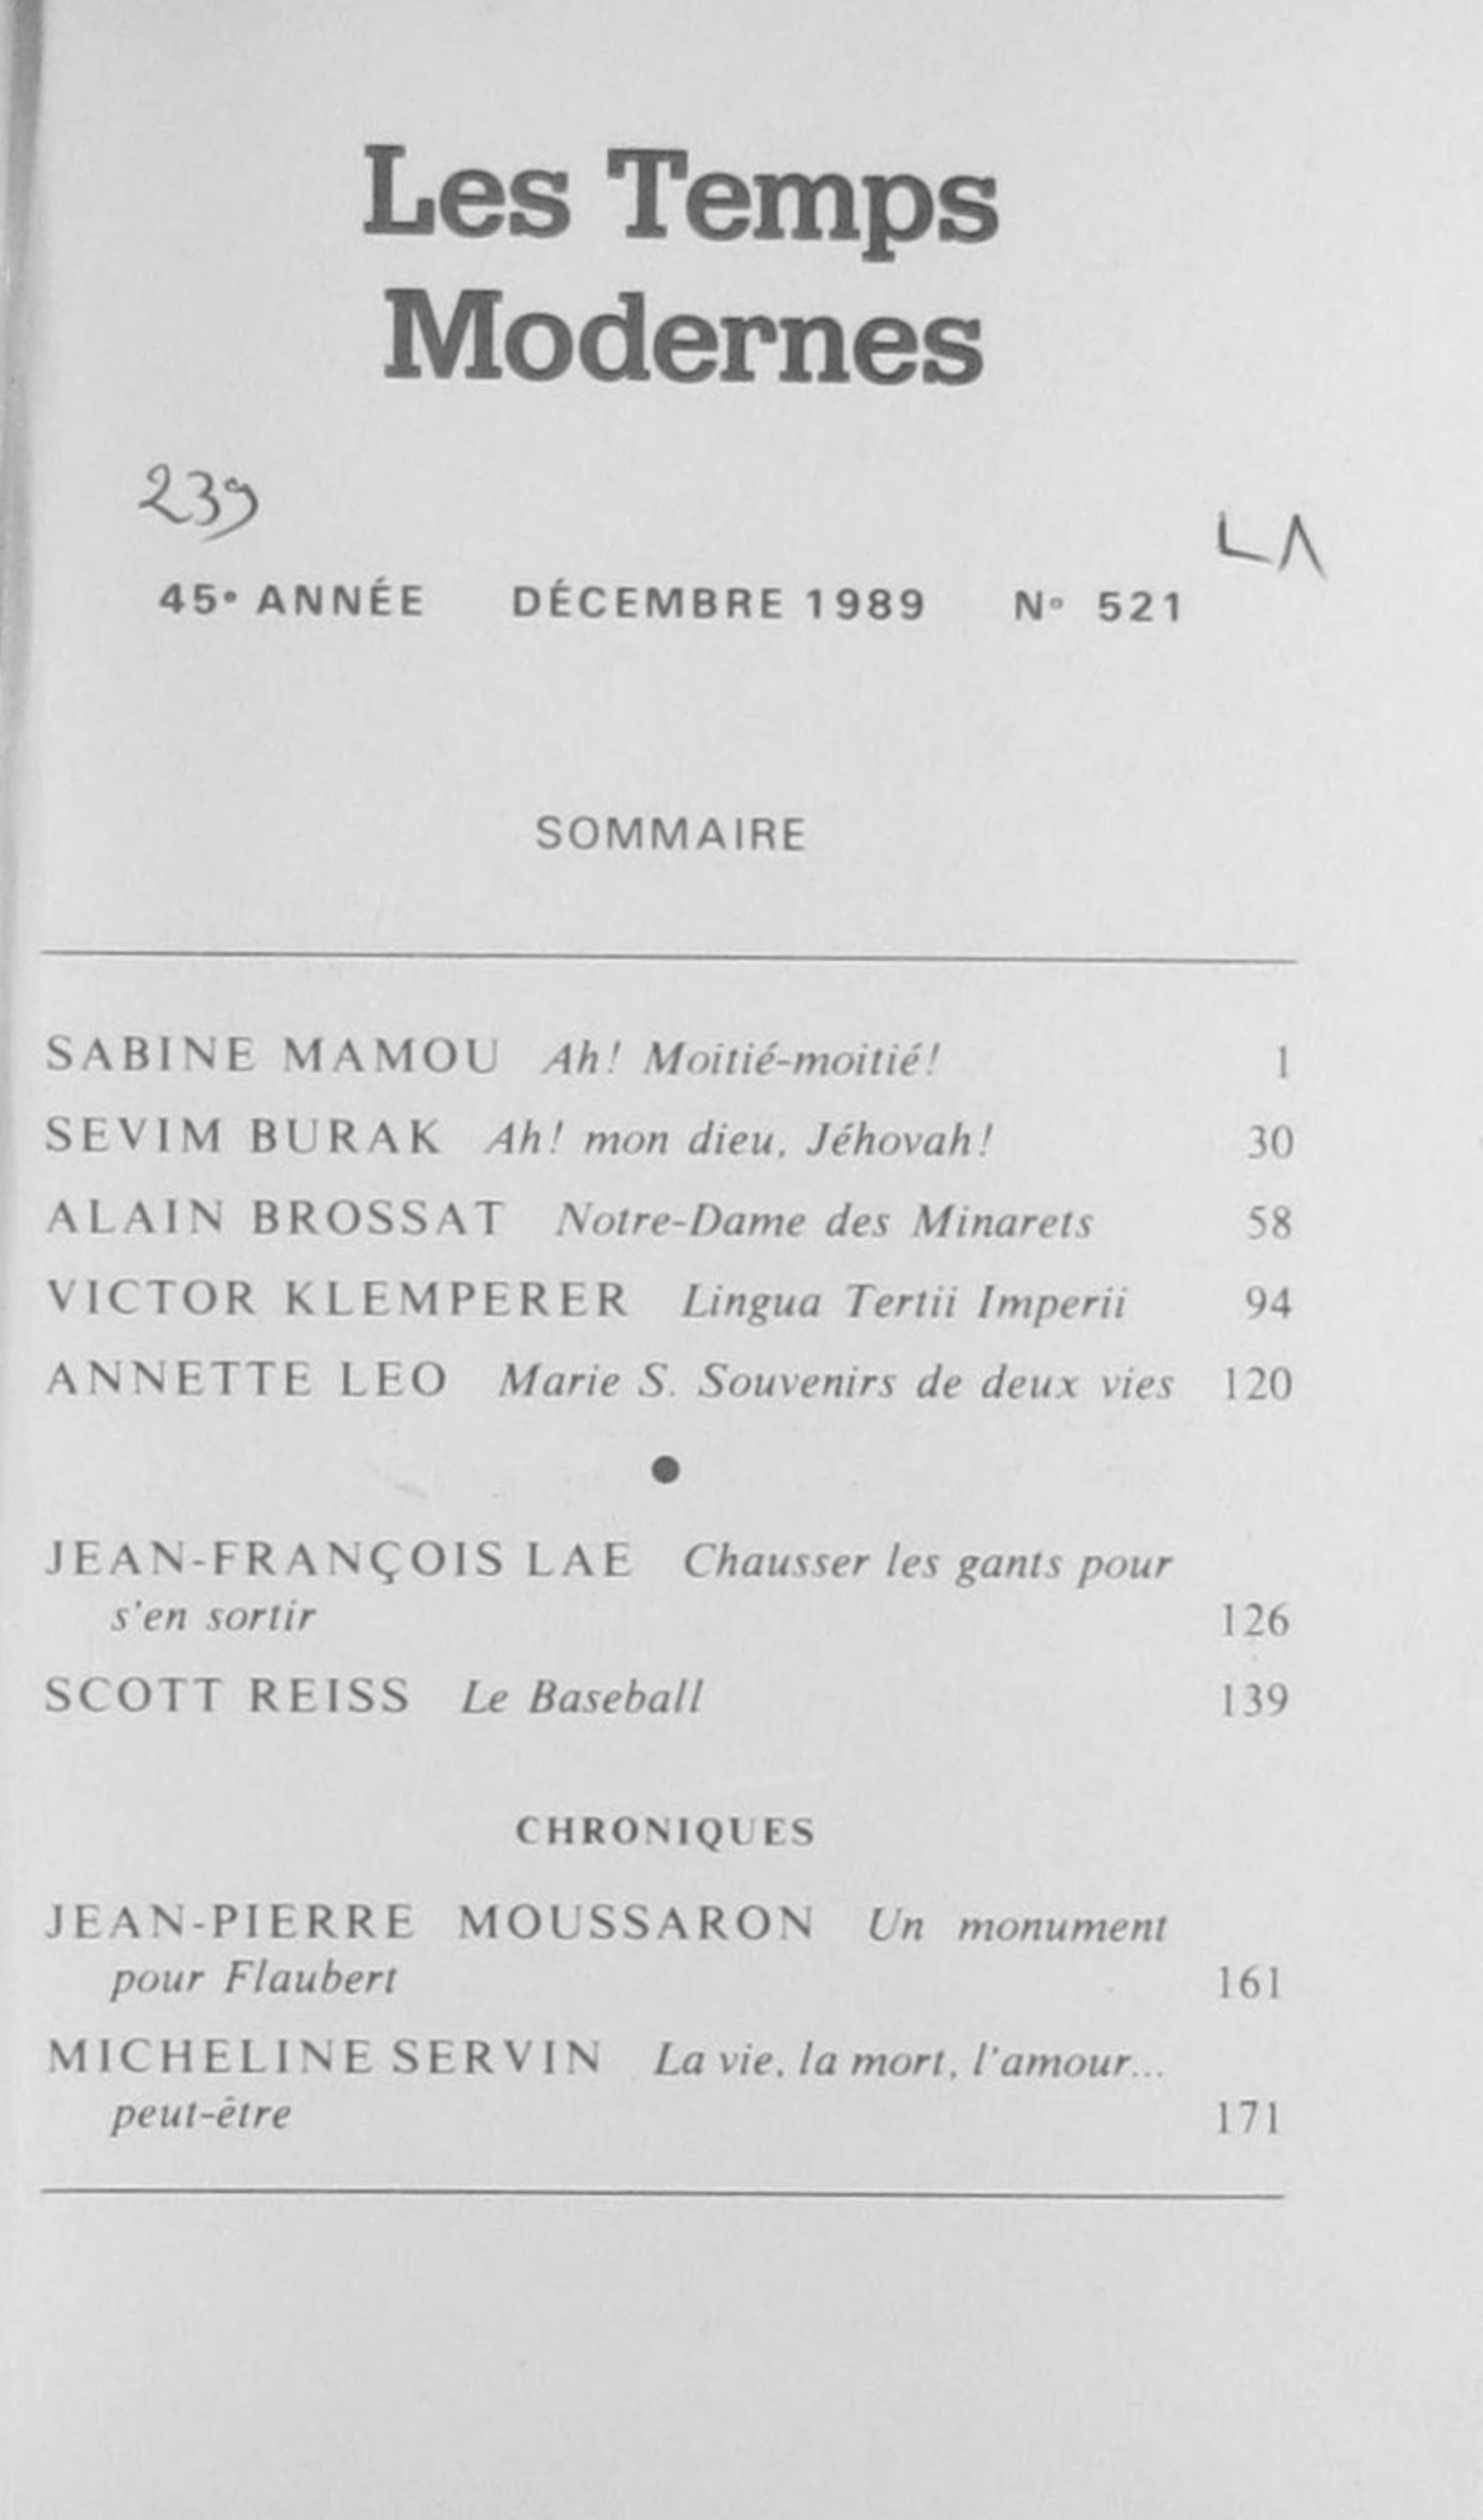 Les Temps
Modernes
239
LA
45e ANNÉE DÉCEMBRE 1989 No 521
SOMMAIRE
SABINE MAMOU Ah! Moitié-moitié! 1
SEVIM BURAK Ah! mon dieu, Jéhovah! 30
ALAIN BROSSAT Notre-Dame des Minarets 58
VICTOR KLEMPERER Lingua Tertii Imperii 94
ANNETTE LEO Marie S. Souvenirs de deux vies 120
●
JEAN-FRANÇOIS LAE Chausser les gants pour
s'en sortir 126
SCOTT REISS Le Baseball 139
CHRONIQUES
JEAN-PIERRE MOUSSARON Un monument
pour Flaubert 161
MICHELINE SERVIN La vie, la mort, l'amour...
peut-être 171